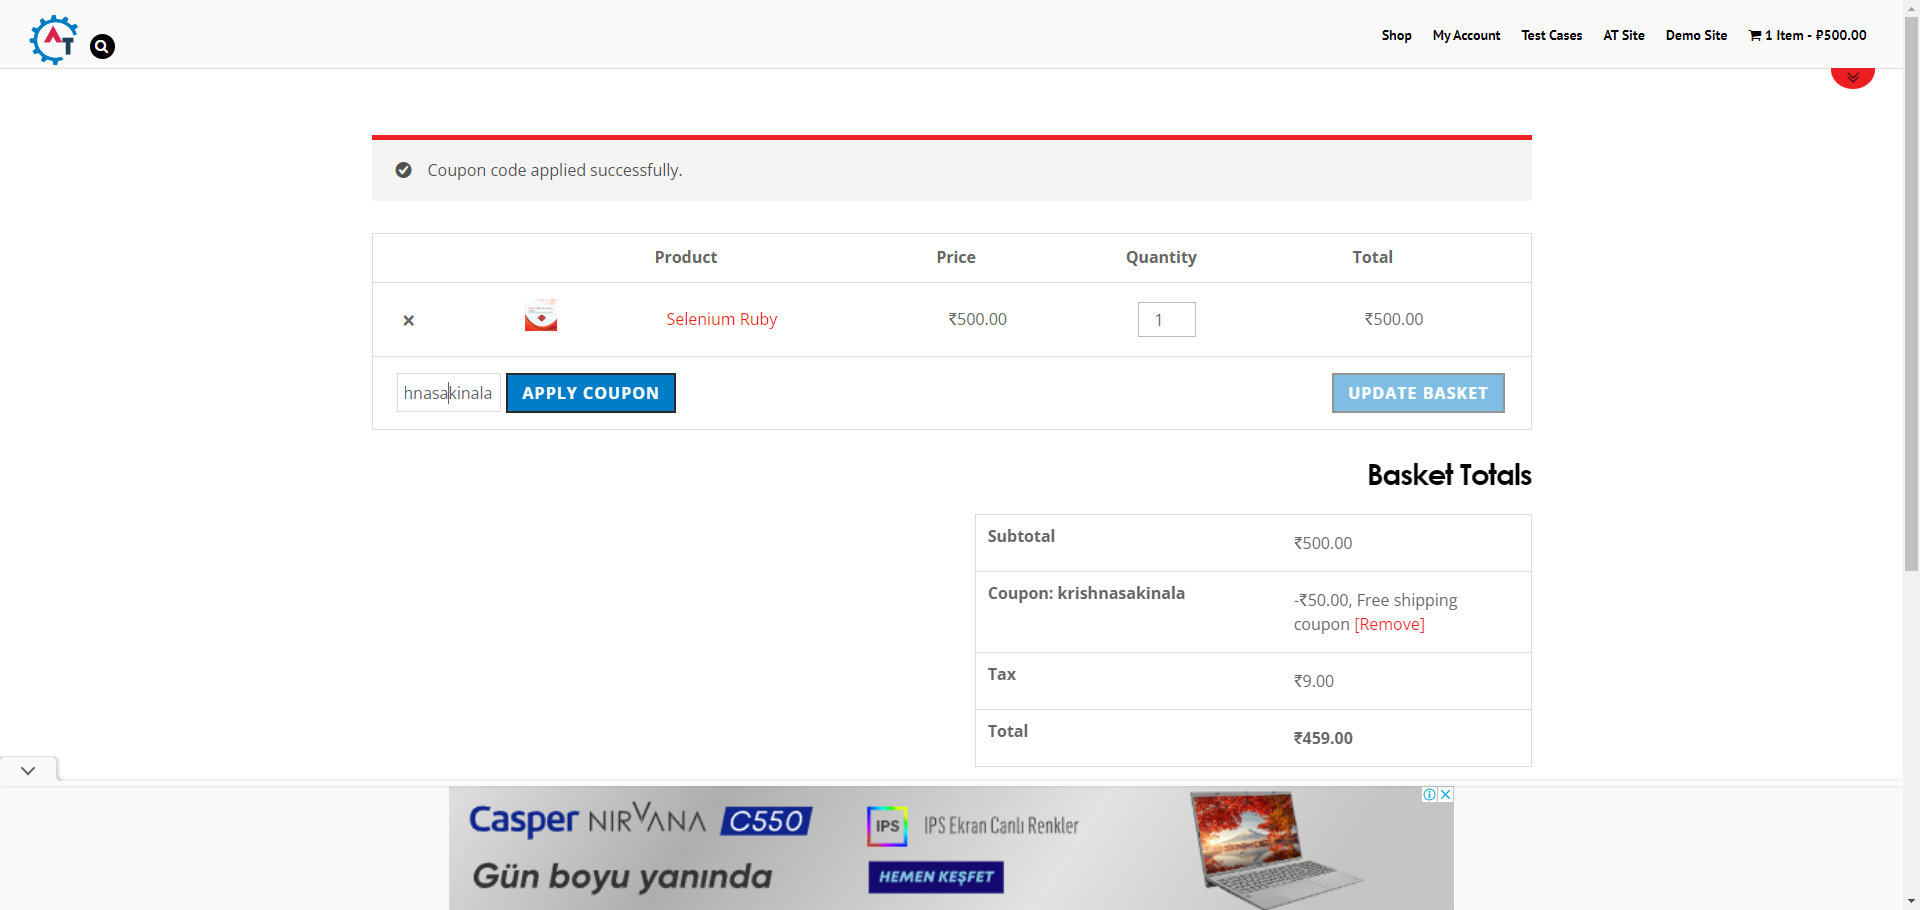 AT
Shop My Account Test Cases AT Site Demo Site 1 Item - ₽500.00
Coupon code applied successfully.
Product Price Quantity Total
× Selenium Ruby ₹500.00 1 ₹500.00
hnasakinala APPLY COUPON UPDATE BASKET
Basket Totals
Subtotal ₹500.00
Coupon: krishnasakinala -₹50.00, Free shipping
coupon [Remove]
Tax ₹9.00
Total ₹459.00
Casper NIRVANA C550 IPS IPS Ekran Canlı Renkler
Gün boyu yanında HEMEN KEŞFET